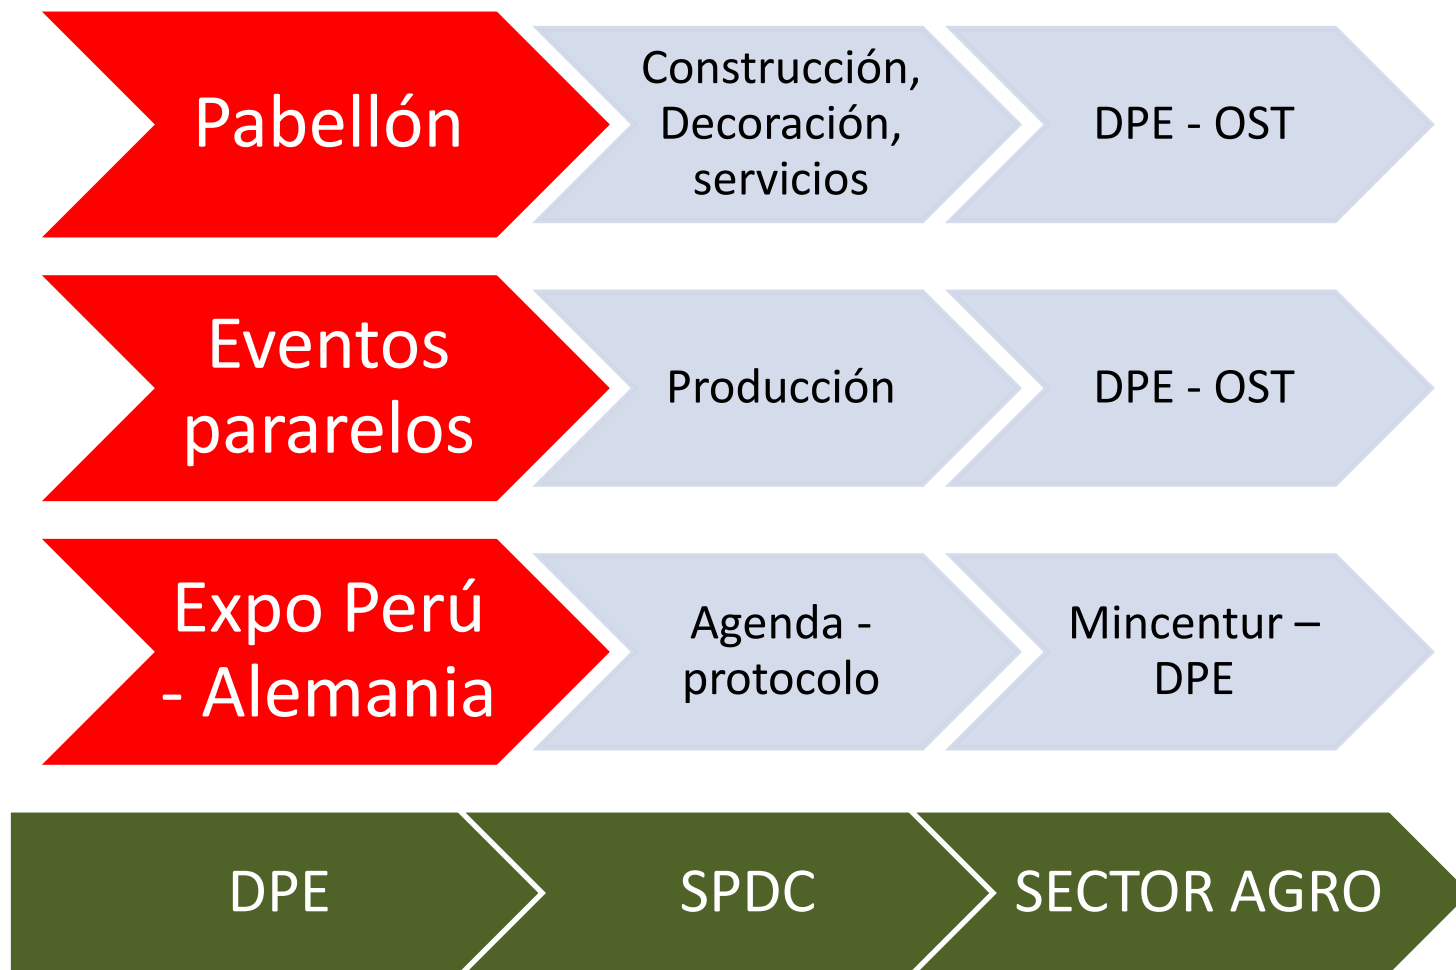 Pabellón
Construcción,
Decoración,
servicios
DPE - OST
Eventos
pararelos
Producción
DPE - OST
Expo Perú
- Alemania
Agenda -
protocolo
Mincentur –
DPE
DPE
SPDC
SECTOR AGRO